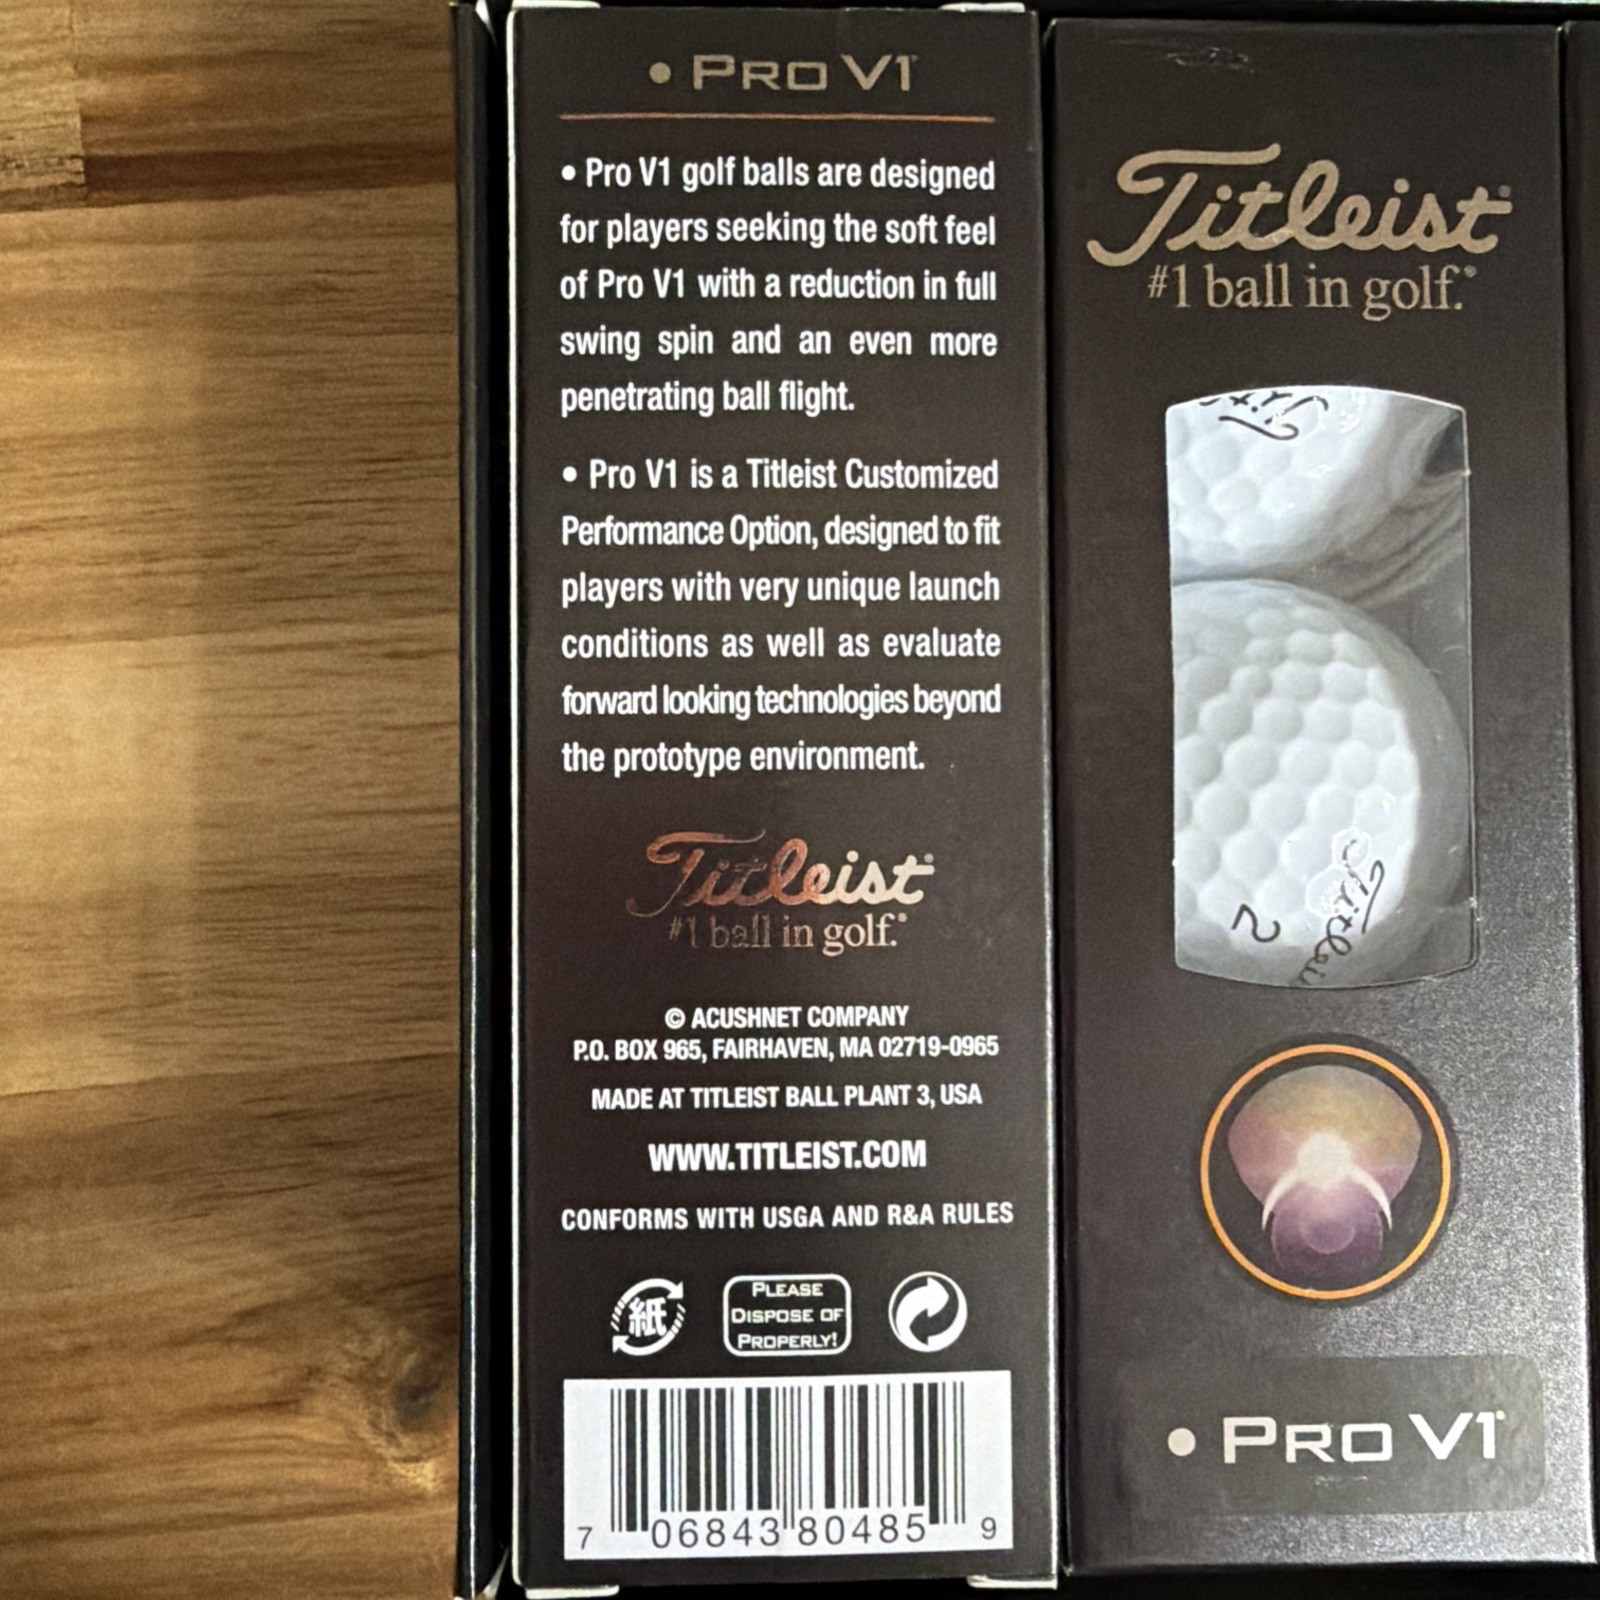 • PRO V1
• Pro V1 golf balls are designed
for players seeking the soft feel
of Pro V1 with a reduction in full
swing spin and an even more
penetrating ball flight.
• Pro V1 is a Titleist Customized
Performance Option, designed to fit
players with very unique launch
conditions as well as evaluate
forward looking technologies beyond
the prototype environment.
Titleist®
#1 ball in golf.®
© ACUSHNET COMPANY
P.O. BOX 965, FAIRHAVEN, MA 02719-0965
MADE AT TITLEIST BALL PLANT 3, USA
WWW.TITLEIST.COM
CONFORMS WITH USGA AND R&A RULES
紙
PLEASE
DISPOSE OF
PROPERLY!
7 06843 80485 9
Titleist®
#1 ball in golf.®
2
Titleist
• PRO V1